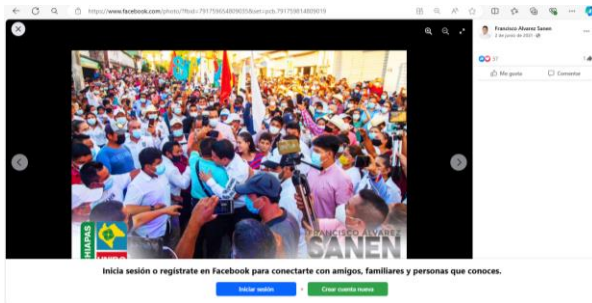 https://www.facebook.com/photo/?fbid=791759654809035&set=pcb.791759814809019
Francisco Alvarez Sanen
2 de junio de 2021
37
Me gusta
Comentar
CHIAPAS
UNIDO
FRANCISCO ÁLVAREZ
SANEN
Inicia sesión o regístrate en Facebook para conectarte con amigos, familiares y personas que conoces.
Iniciar sesión
o
Crear cuenta nueva